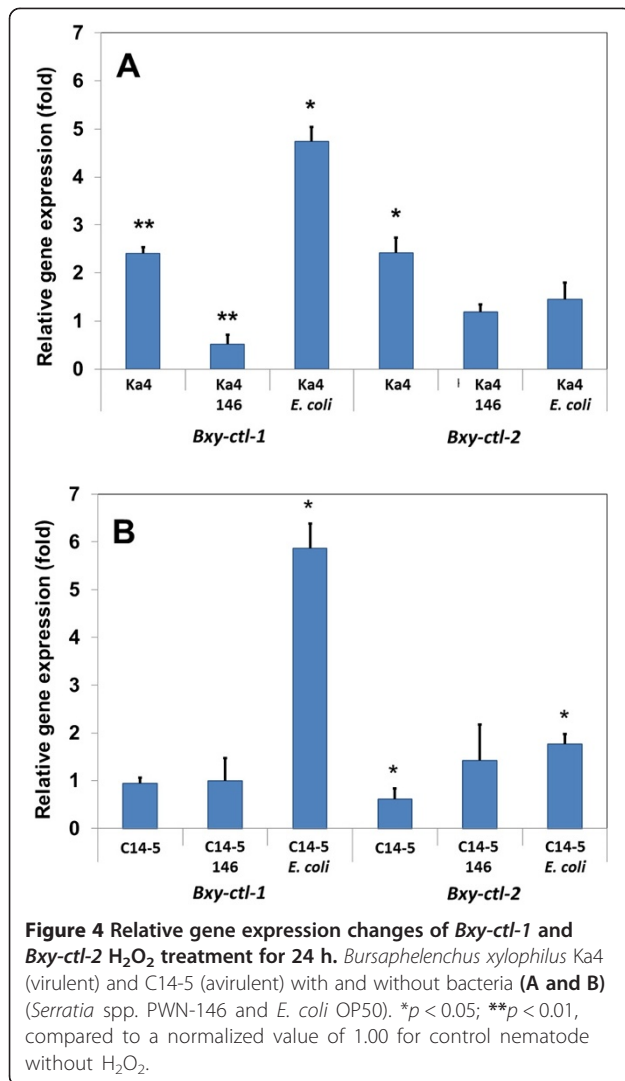 A
Relative gene expression (fold)
7
6
5
4
3
2
1
0
**
**
*
*
Ka4 Ka4 Ka4 Ka4 Ka4 Ka4
146 E. coli 146 E. coli
Bxy-ctl-1 Bxy-ctl-2
B
Relative gene expression (fold)
7
6
5
4
3
2
1
0
*
*
*
C14-5 C14-5 C14-5 C14-5 C14-5 C14-5
146 E. coli 146 E. coli
Bxy-ctl-1 Bxy-ctl-2
Figure 4 Relative gene expression changes of Bxy-ctl-1 and
Bxy-ctl-2 H₂O₂ treatment for 24 h. Bursaphelenchus xylophilus Ka4
(virulent) and C14-5 (avirulent) with and without bacteria (A and B)
(Serratia spp. PWN-146 and E. coli OP50). *p < 0.05; **p < 0.01,
compared to a normalized value of 1.00 for control nematode
without H₂O₂.